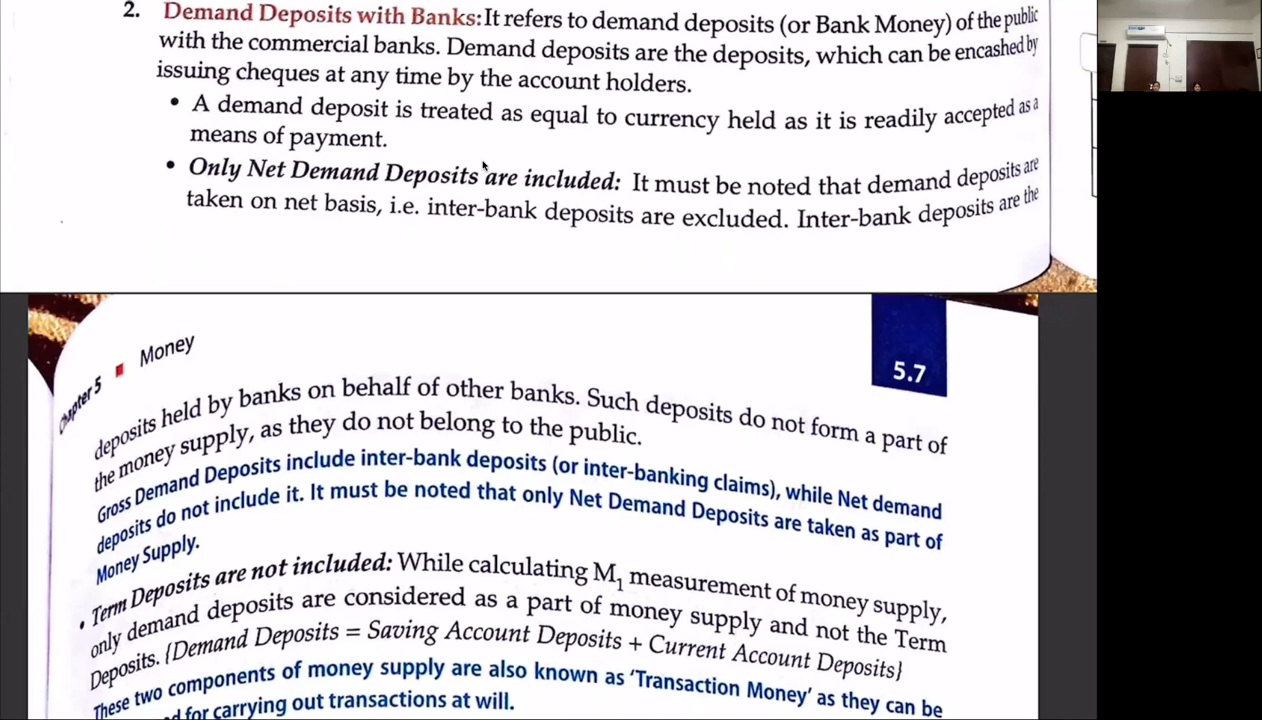 2. Demand Deposits with Banks: It refers to demand deposits (or Bank Money) of the public
with the commercial banks. Demand deposits are the deposits, which can be encashed by
issuing cheques at any time by the account holders.
• A demand deposit is treated as equal to currency held as it is readily accepted as a
means of payment.
• Only Net Demand Deposits are included: It must be noted that demand deposits are
taken on net basis, i.e. inter-bank deposits are excluded. Inter-bank deposits are the
Chapter 5 ■ Money
5.7
deposits held by banks on behalf of other banks. Such deposits do not form a part of
the money supply, as they do not belong to the public.
Gross Demand Deposits include inter-bank deposits (or inter-banking claims), while Net demand
deposits do not include it. It must be noted that only Net Demand Deposits are taken as part of
Money Supply.
• Term Deposits are not included: While calculating M₁ measurement of money supply,
only demand deposits are considered as a part of money supply and not the Term
Deposits. {Demand Deposits = Saving Account Deposits + Current Account Deposits}
These two components of money supply are also known as 'Transaction Money' as they can be
for carrying out transactions at will.